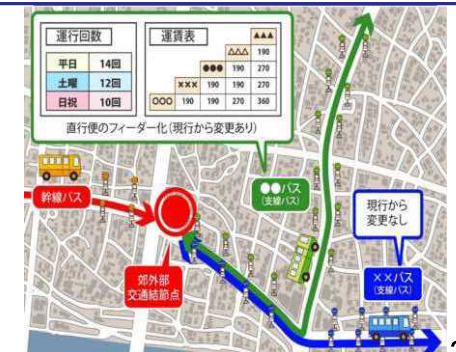 運行回数
平日 14回
土曜 12回
日祝 10回
運賃表
▲▲▲
△△△ 190
●●● 190 270
××× 190 190 270
○○○ 190 190 270 360
直行便のフィーダー化(現行から変更あり)
幹線バス
●●バス
(支線バス)
現行から
変更なし
××バス
(支線バス)
郊外部
交通結節点